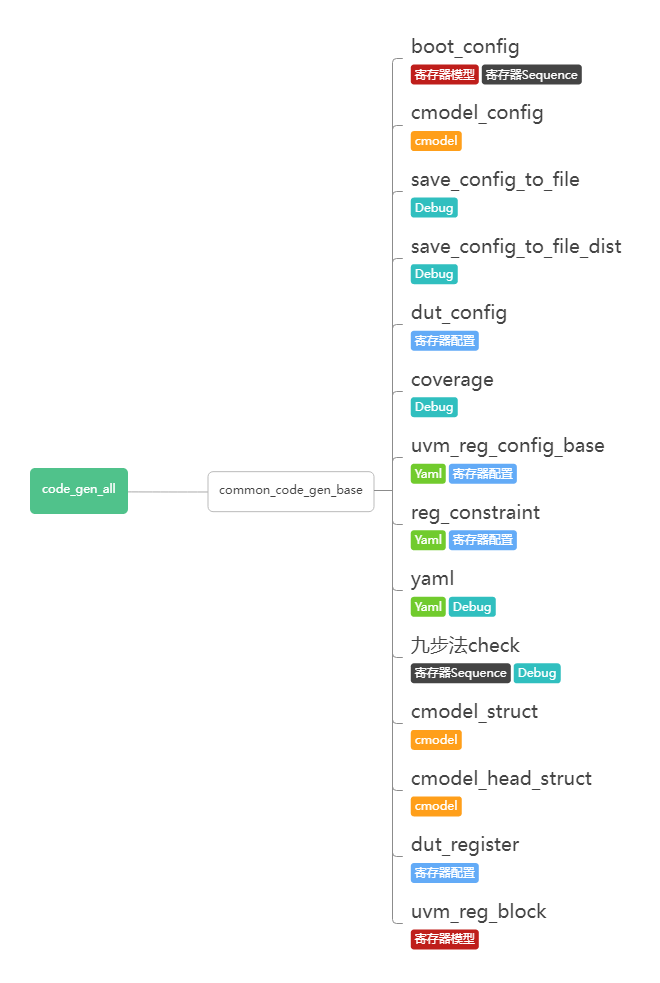 code_gen_all
common_code_gen_base
boot_config
寄存器模型 寄存器Sequence
cmodel_config
cmodel
save_config_to_file
Debug
save_config_to_file_dist
Debug
dut_config
寄存器配置
coverage
Debug
uvm_reg_config_base
Yaml 寄存器配置
reg_constraint
Yaml 寄存器配置
yaml
Yaml Debug
九步法check
寄存器Sequence Debug
cmodel_struct
cmodel
cmodel_head_struct
cmodel
dut_register
寄存器配置
uvm_reg_block
寄存器模型